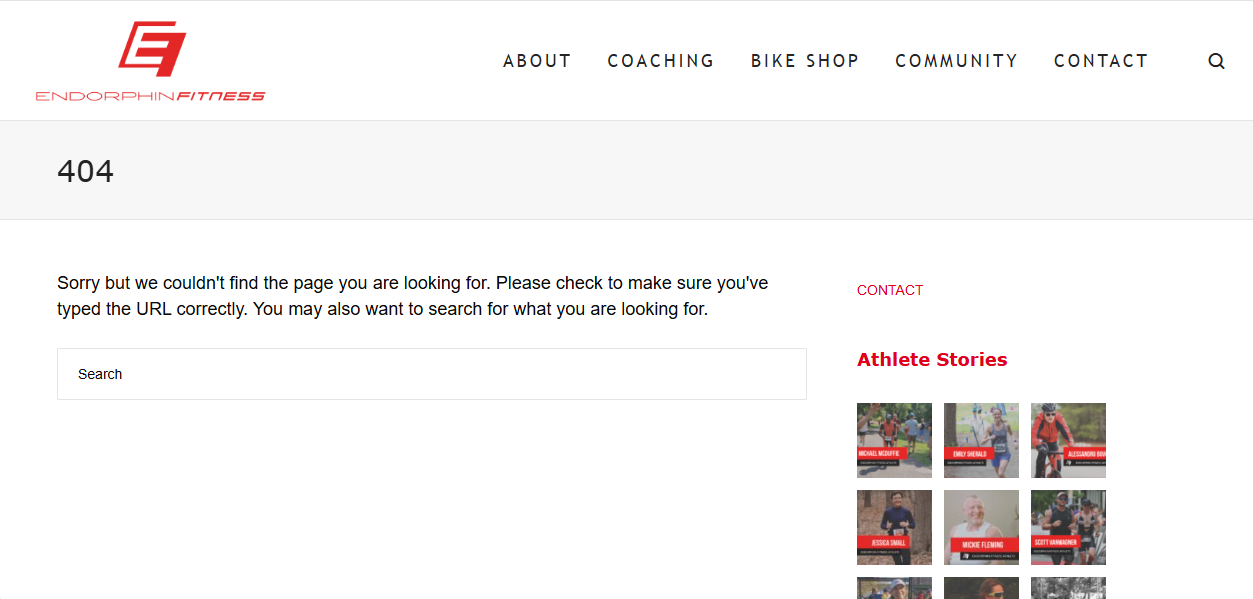 ENDORPHINFITNESS
ABOUT
COACHING
BIKE SHOP
COMMUNITY
CONTACT
404
Sorry but we couldn't find the page you are looking for. Please check to make sure you've
typed the URL correctly. You may also want to search for what you are looking for.
Search
CONTACT
Athlete Stories
MICHAEL MCDUFFIE
EMILY SHERALD
ALESSANDRO
JESSICA SMALL
MICKIE FLEMING
SCOTT VANWAGNER